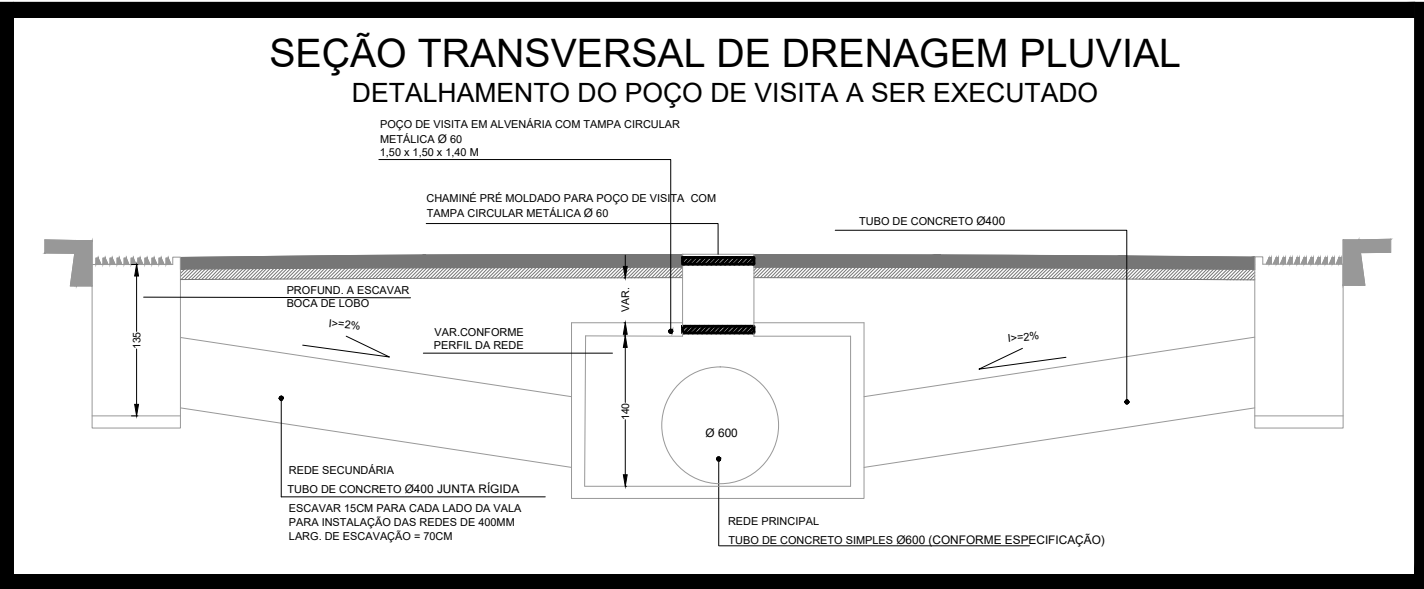 SEÇÃO TRANSVERSAL DE DRENAGEM PLUVIAL
DETALHAMENTO DO POÇO DE VISITA A SER EXECUTADO
POÇO DE VISITA EM ALVENÁRIA COM TAMPA CIRCULAR
METÁLICA Ø 60
1,50 x 1,50 x 1,40 M
CHAMINÉ PRÉ MOLDADO PARA POÇO DE VISITA COM
TAMPA CIRCULAR METÁLICA Ø 60
TUBO DE CONCRETO Ø400
PROFUND. A ESCAVAR
BOCA DE LOBO
135
I>=2%
VAR.
VAR.CONFORME
PERFIL DA REDE
I>=2%
140
Ø 600
REDE SECUNDÁRIA
TUBO DE CONCRETO Ø400 JUNTA RÍGIDA
ESCAVAR 15CM PARA CADA LADO DA VALA
PARA INSTALAÇÃO DAS REDES DE 400MM
LARG. DE ESCAVAÇÃO = 70CM
REDE PRINCIPAL
TUBO DE CONCRETO SIMPLES Ø600 (CONFORME ESPECIFICAÇÃO)